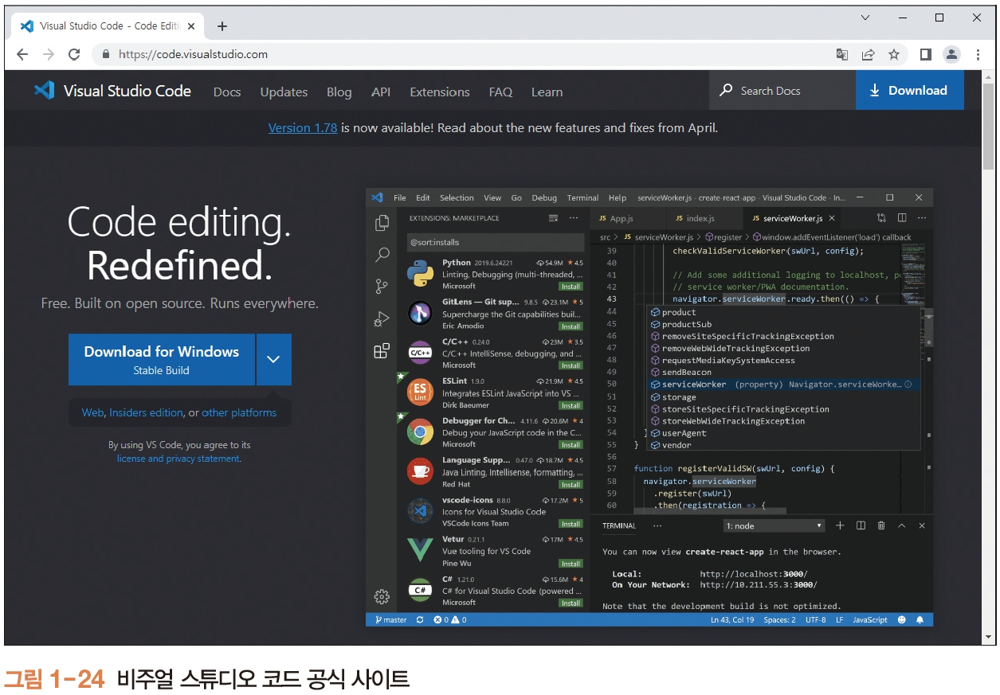 Visual Studio Code - Code Editi
https://code.visualstudio.com
Visual Studio Code Docs Updates Blog API Extensions FAQ Learn Search Docs Download
Version 1.78 is now available! Read about the new features and fixes from April.
Code editing.
Redefined.
Free. Built on open source. Runs everywhere.
Download for Windows
Stable Build
Web, Insiders edition, or other platforms
By using VS Code, you agree to its
license and privacy statement.
File Edit Selection View Go Debug Terminal Help serviceWorker.js - create-react-app - Visual Studio Code - In...
EXTENSIONS: MARKETPLACE
@sort:installs
Python 2019.6.24221 54.9M 4.5
Linting, Debugging (multi-threaded, ...
Microsoft Install
GitLens — Git sup... 9.8.5 23.1M 5
Supercharge the Git capabilities buil...
Eric Amodio Install
C/C++
C/C++ 0.24.0 23M 3.5
C/C++ IntelliSense, debugging, and ...
Microsoft Install
ES
Lint
ESLint 1.9.0 21.9M 4.5
Integrates ESLint JavaScript into VS ...
Dirk Baeumer Install
Debugger for Ch... 4.11.6 20.6M 4
Debug your JavaScript code in the C...
Microsoft Install
Language Supp... 0.47.0 18.7M 4.5
Java Linting, Intellisense, formatting, ...
Red Hat Install
vscode-icons 8.8.0 17.2M 5
Icons for Visual Studio Code
VSCode Icons Team Install
Vetur 0.21.1 17M 4.5
Vue tooling for VS Code
Pine Wu Install
C#
C# 1.21.0 15.6M 4
C# for Visual Studio Code (powered ...
Microsoft Install
JS App.js JS index.js JS serviceWorker.js
src > JS serviceWorker.js > register > window.addEventListener('load') callback
39 checkValidServiceWorker(swUrl, config);
40
41 // Add some additional logging to localhost, p
42 // service worker/PWA documentation.
43 navigator.serviceWorker.ready.then(() => {
44 product
45 productSub
46 removeSiteSpecificTrackingException
47 removeWebWideTrackingException
48 requestMediaKeySystemAccess
49 sendBeacon
50 serviceWorker (property) Navigator.serviceWorke...
51 storage
52 storeSiteSpecificTrackingException
53 storeWebWideTrackingException
54 } userAgent
55 } vendor
56
57 function registerValidSW(swUrl, config) {
58 navigator.serviceWorker
59 .register(swUrl)
60 .then(registration => {
TERMINAL ... 1: node
You can now view create-react-app in the browser.
Local: http://localhost:3000/
On Your Network: http://10.211.55.3:3000/
Note that the development build is not optimized.
master 0 0 Ln 43, Col 19 Spaces: 2 UTF-8 LF JavaScript
그림 1-24 비주얼 스튜디오 코드 공식 사이트